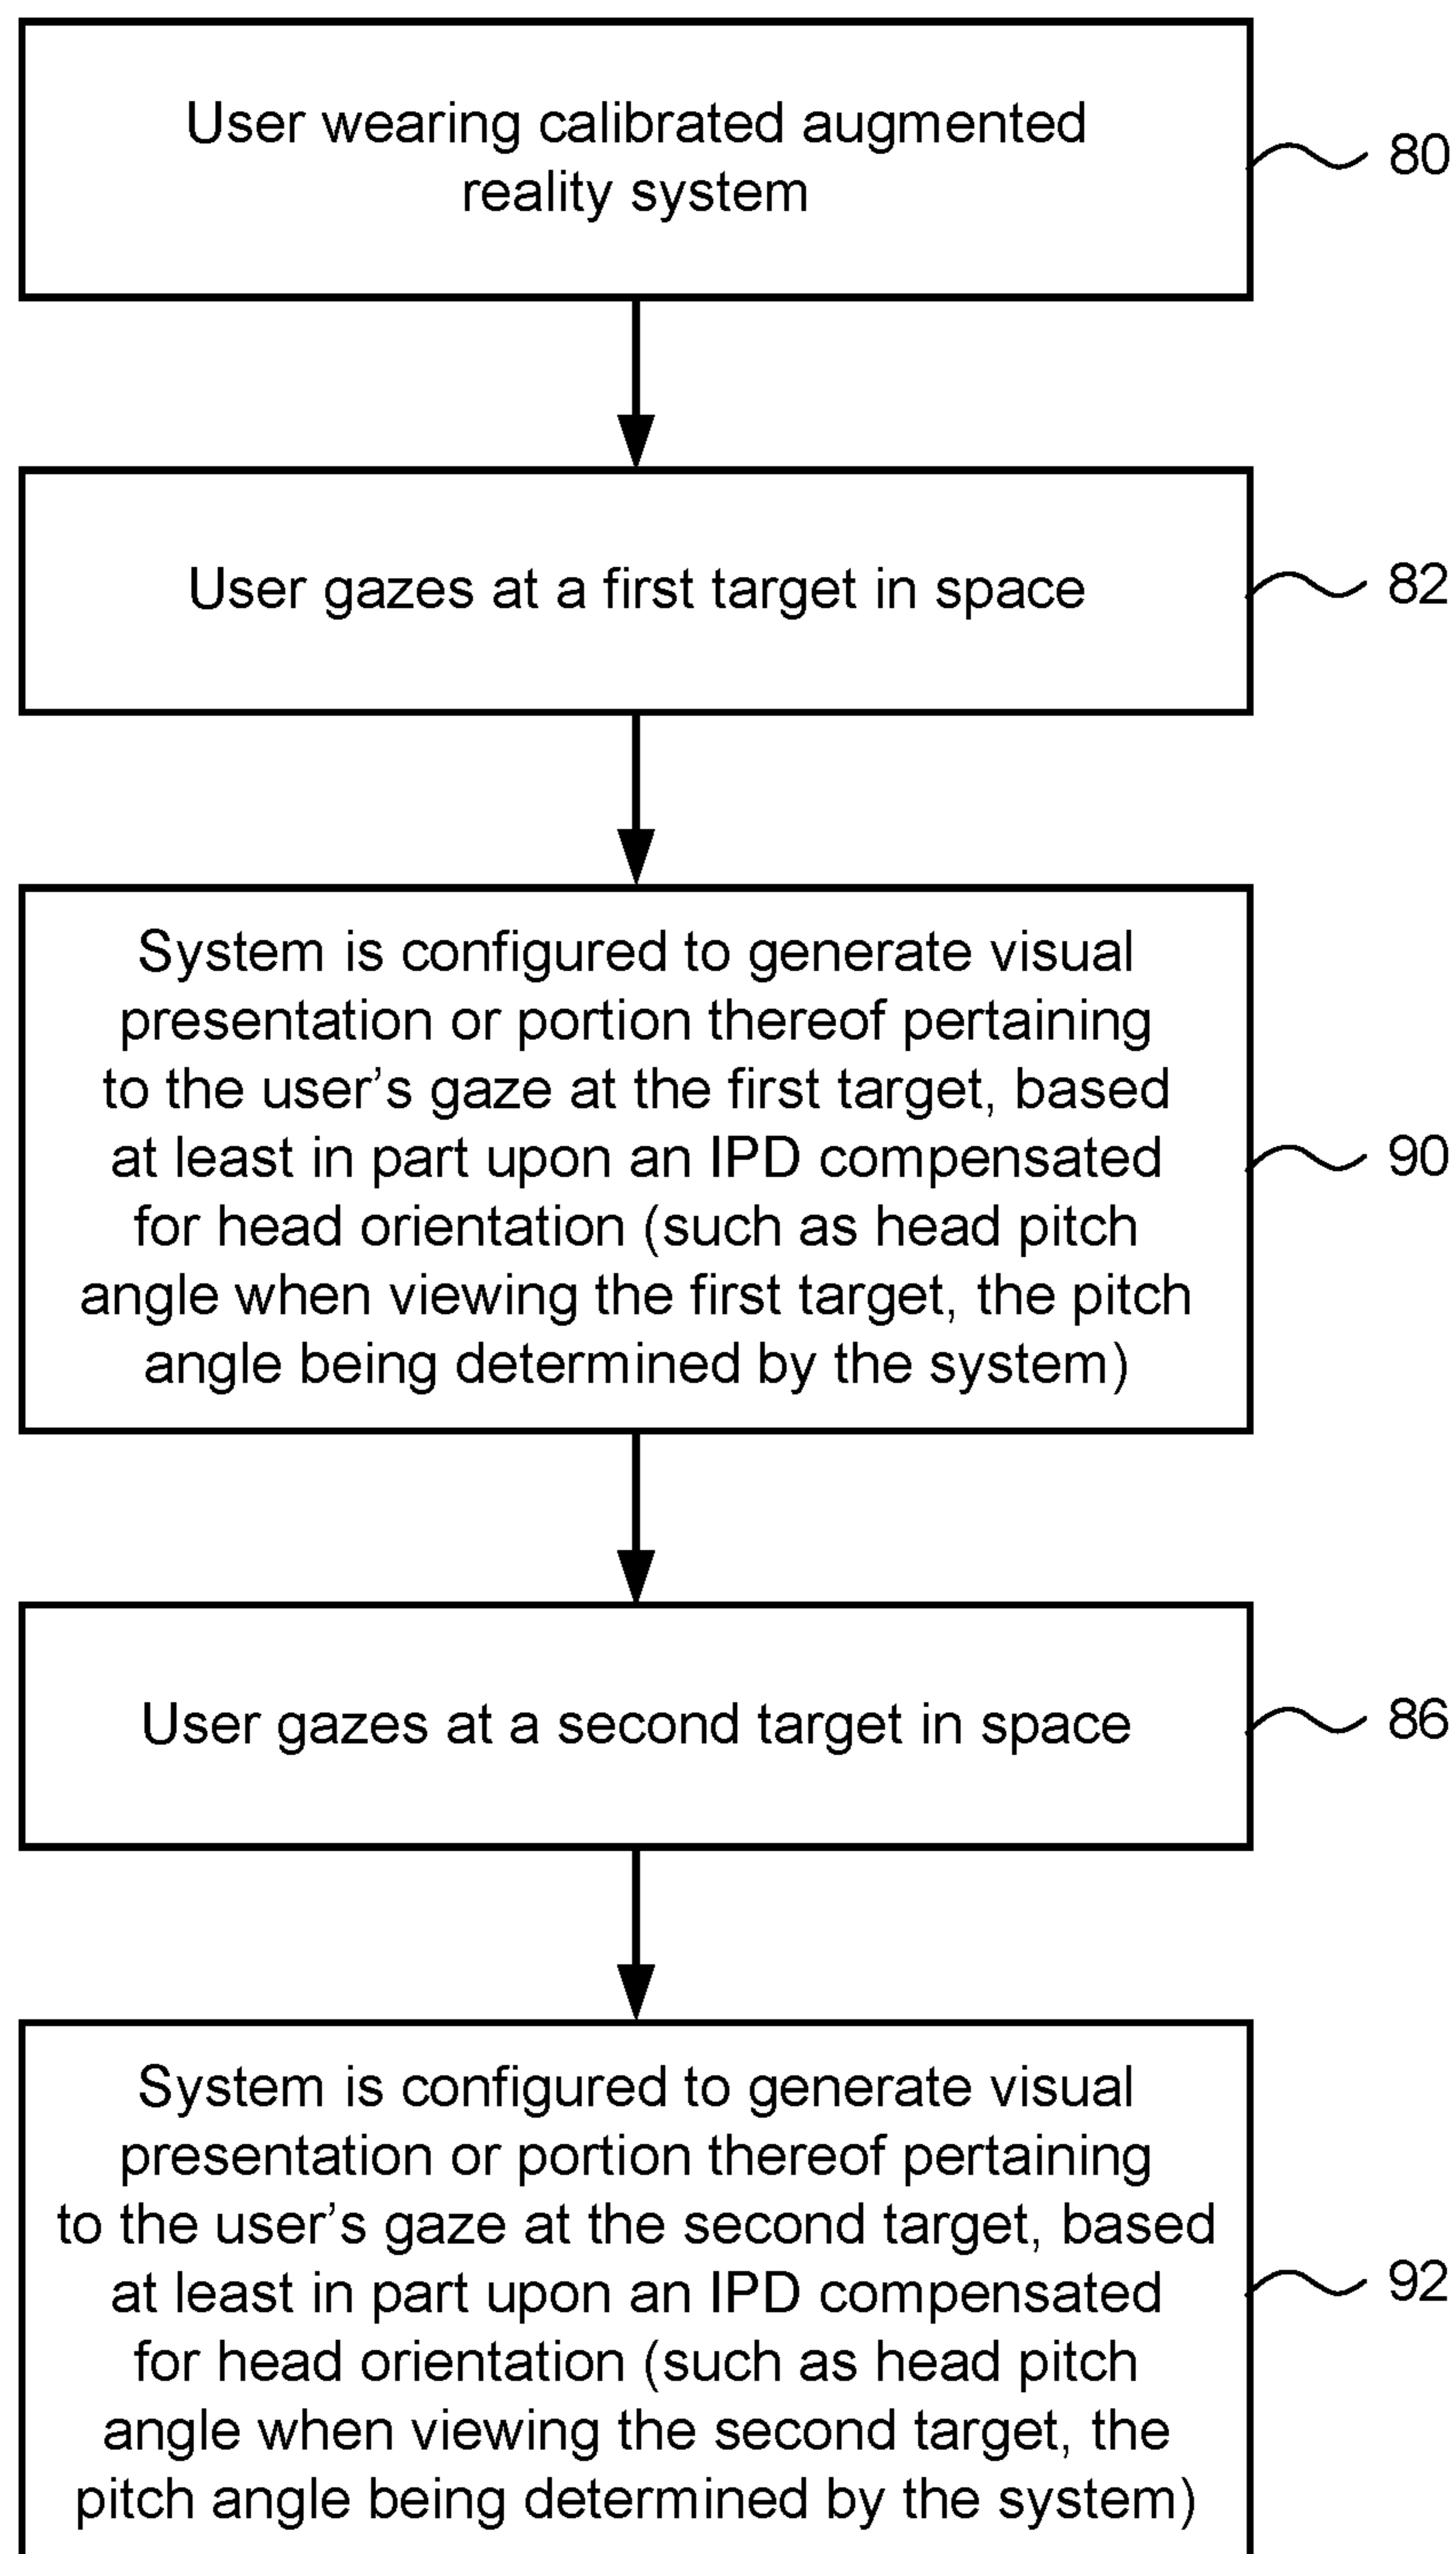 User wearing calibrated augmented
reality system
80
User gazes at a first target in space
82
System is configured to generate visual
presentation or portion thereof pertaining
to the user’s gaze at the first target, based
at least in part upon an IPD compensated
for head orientation (such as head pitch
angle when viewing the first target, the pitch
angle being determined by the system)
90
User gazes at a second target in space
86
System is configured to generate visual
presentation or portion thereof pertaining
to the user’s gaze at the second target, based
at least in part upon an IPD compensated
for head orientation (such as head pitch
angle when viewing the second target, the
pitch angle being determined by the system)
92